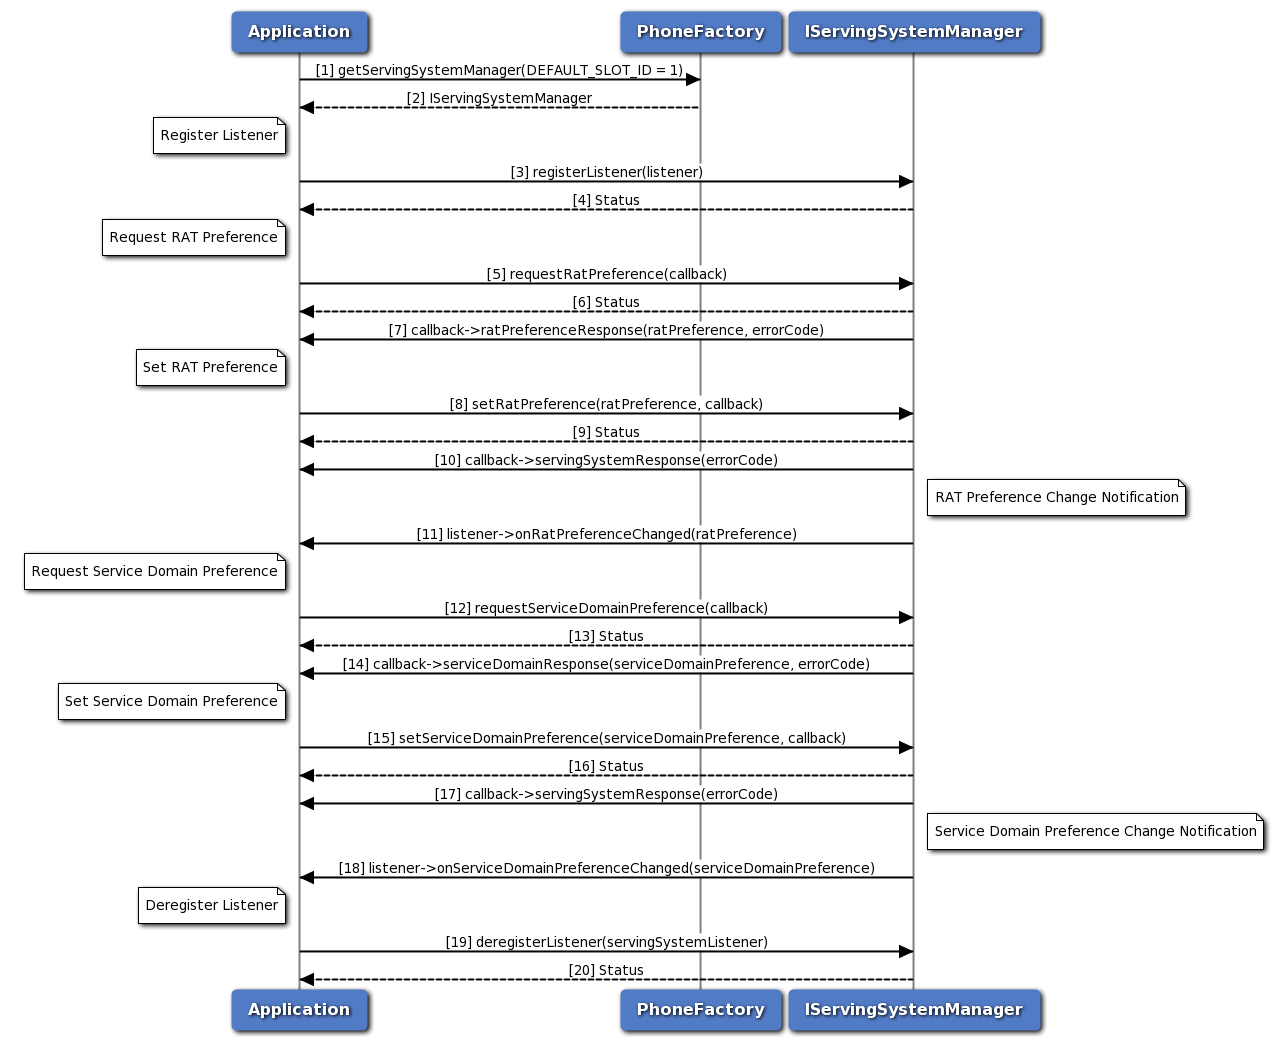 Application
PhoneFactory
IServingSystemManager
[1] getServingSystemManager(DEFAULT_SLOT_ID = 1)
[2] IServingSystemManager
Register Listener
[3] registerListener(listener)
[4] Status
Request RAT Preference
[5] requestRatPreference(callback)
[6] Status
[7] callback->ratPreferenceResponse(ratPreference, errorCode)
Set RAT Preference
[8] setRatPreference(ratPreference, callback)
[9] Status
[10] callback->servingSystemResponse(errorCode)
RAT Preference Change Notification
[11] listener->onRatPreferenceChanged(ratPreference)
Request Service Domain Preference
[12] requestServiceDomainPreference(callback)
[13] Status
[14] callback->serviceDomainResponse(serviceDomainPreference, errorCode)
Set Service Domain Preference
[15] setServiceDomainPreference(serviceDomainPreference, callback)
[16] Status
[17] callback->servingSystemResponse(errorCode)
Service Domain Preference Change Notification
[18] listener->onServiceDomainPreferenceChanged(serviceDomainPreference)
Deregister Listener
[19] deregisterListener(servingSystemListener)
[20] Status
Application
PhoneFactory
IServingSystemManager